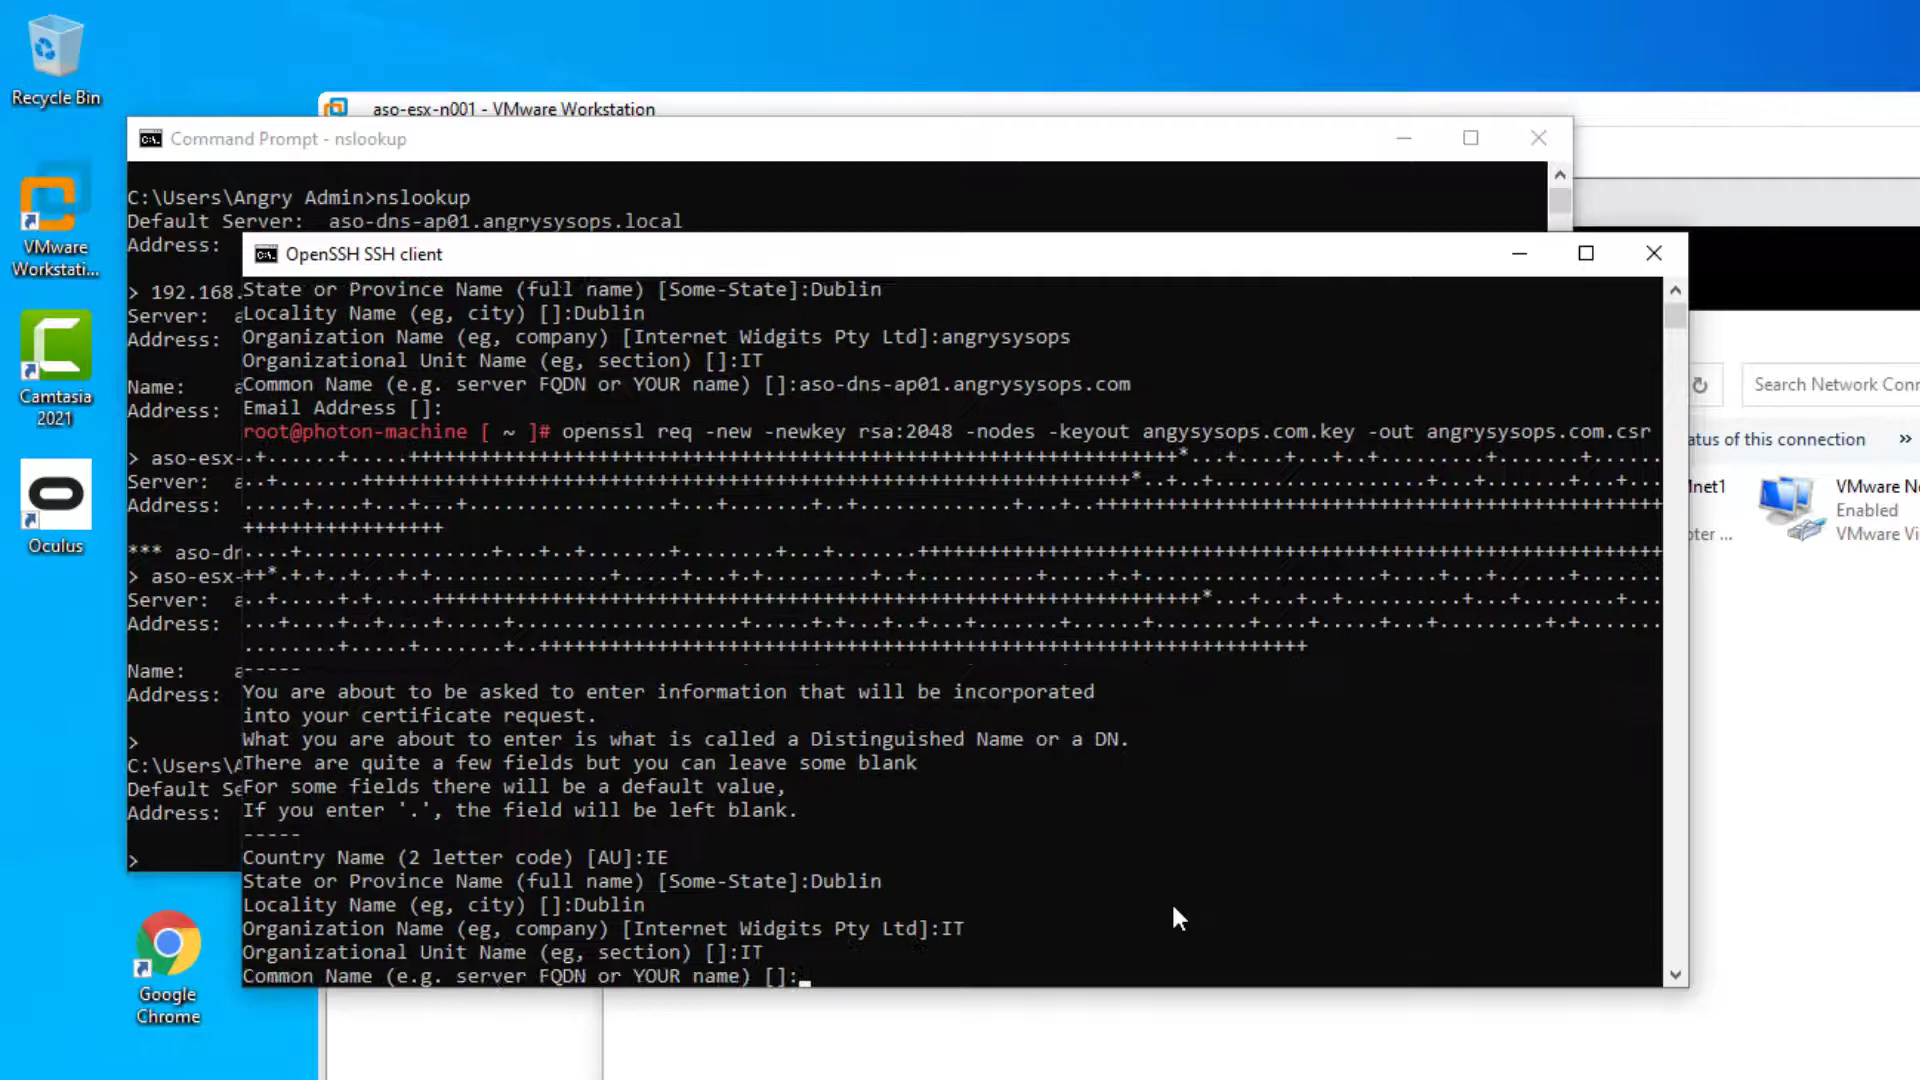 Recycle Bin
VMware
Workstati...
Camtasia
2021
Oculus
Google
Chrome
aso-esx-n001 - VMware Workstation
Command Prompt - nslookup
C:\Users\Angry Admin>nslookup
Default Server:  aso-dns-ap01.angrysysops.local
Address:
> 192.168.
Server:  a
Address:
Name:    a
Address:
> aso-esx-
Server:  a
Address:
*** aso-dn
> aso-esx-
Server:  a
Address:
Name:    a
Address:
>
C:\Users\A
Default Se
Address:
>
OpenSSH SSH client
State or Province Name (full name) [Some-State]:Dublin
Locality Name (eg, city) []:Dublin
Organization Name (eg, company) [Internet Widgits Pty Ltd]:angrysysops
Organizational Unit Name (eg, section) []:IT
Common Name (e.g. server FQDN or YOUR name) []:aso-dns-ap01.angrysysops.com
Email Address []:
root@photon-machine [ ~ ]# openssl req -new -newkey rsa:2048 -nodes -keyout angysysops.com.key -out angrysysops.com.csr
-----
You are about to be asked to enter information that will be incorporated
into your certificate request.
What you are about to enter is what is called a Distinguished Name or a DN.
There are quite a few fields but you can leave some blank
For some fields there will be a default value,
If you enter '.', the field will be left blank.
-----
Country Name (2 letter code) [AU]:IE
State or Province Name (full name) [Some-State]:Dublin
Locality Name (eg, city) []:Dublin
Organization Name (eg, company) [Internet Widgits Pty Ltd]:IT
Organizational Unit Name (eg, section) []:IT
Common Name (e.g. server FQDN or YOUR name) []:
Search Network Conn
atus of this connection »
net1
pter ...
VMware Ne
Enabled
VMware Vi